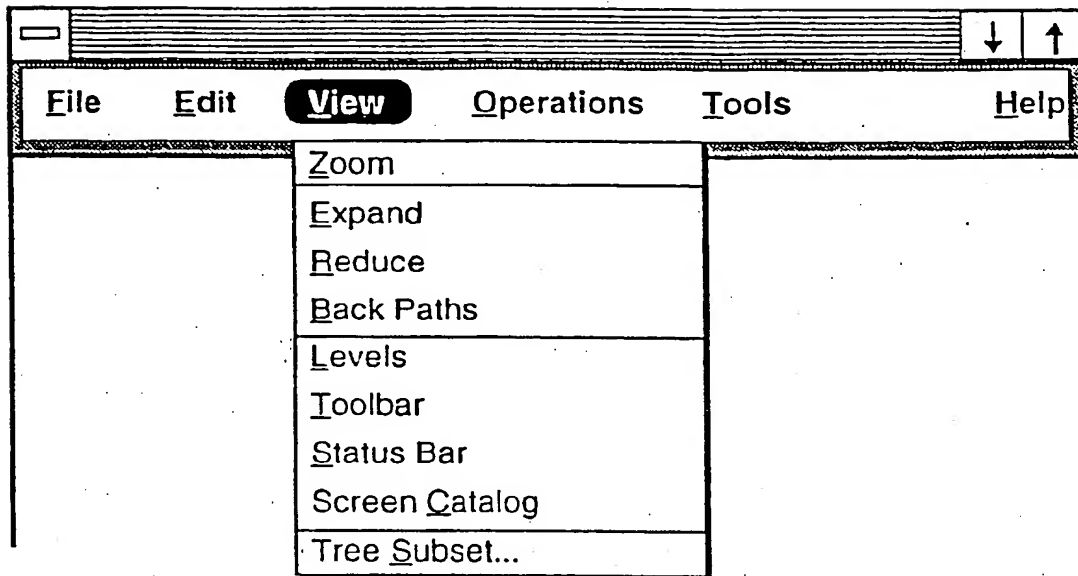 File Edit View Operations Tools Help
Zoom
Expand
Reduce
Back Paths
Levels
Toolbar
Status Bar
Screen Catalog
Tree Subset...